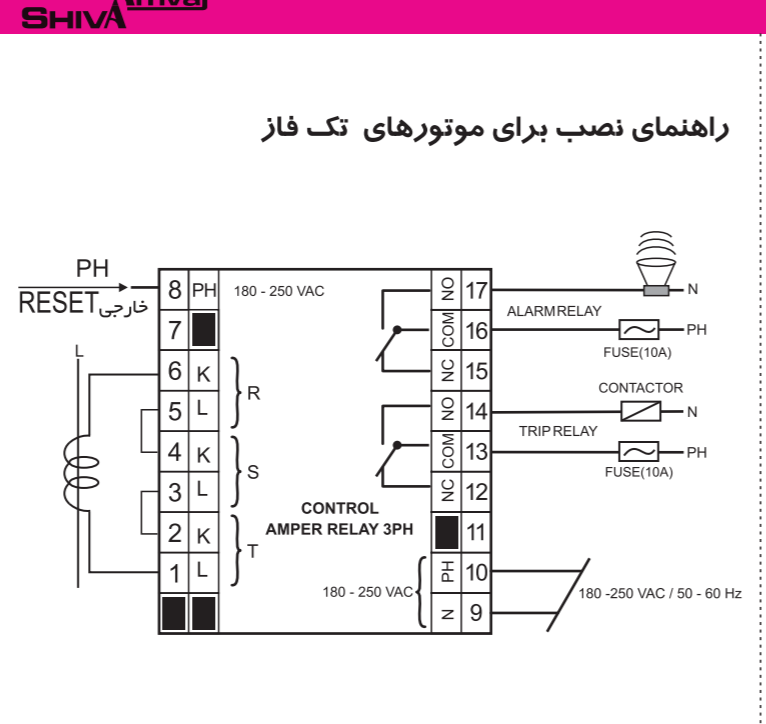 SHIVA
راهنمای نصب برای موتورهای تک فاز
PH
RESET خارجی
L
8 PH
7
6 K
5 L
4 K
3 L
2 K
1 L
R
S
T
180 - 250 VAC
CONTROL
AMPER RELAY 3PH
180 - 250 VAC
NO 17
COM 16
NC 15
NO 14
COM 13
NC 12
11
PH 10
N 9
N
ALARM RELAY
PH
FUSE(10A)
CONTACTOR
N
TRIP RELAY
PH
FUSE(10A)
180 -250 VAC / 50 - 60 Hz